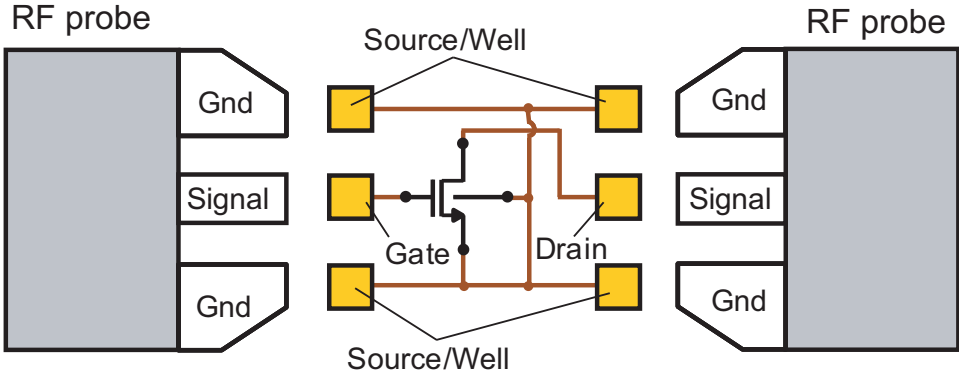 RF probe
RF probe
Source/Well
Gnd
Gnd
Signal
Signal
Gate
Drain
Gnd
Gnd
Source/Well